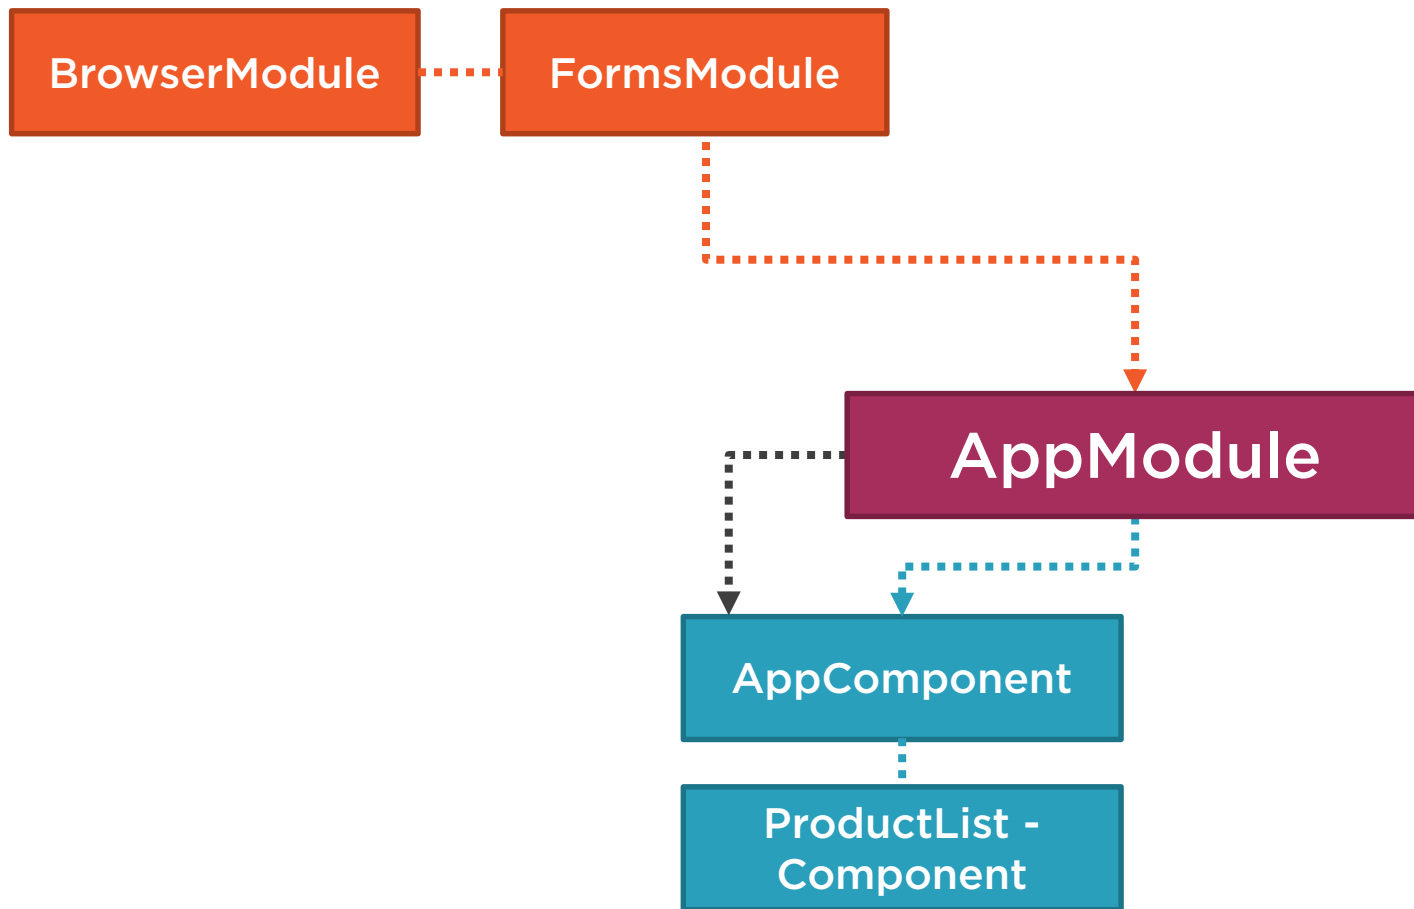 BrowserModule
FormsModule
AppModule
AppComponent
ProductList -
Component